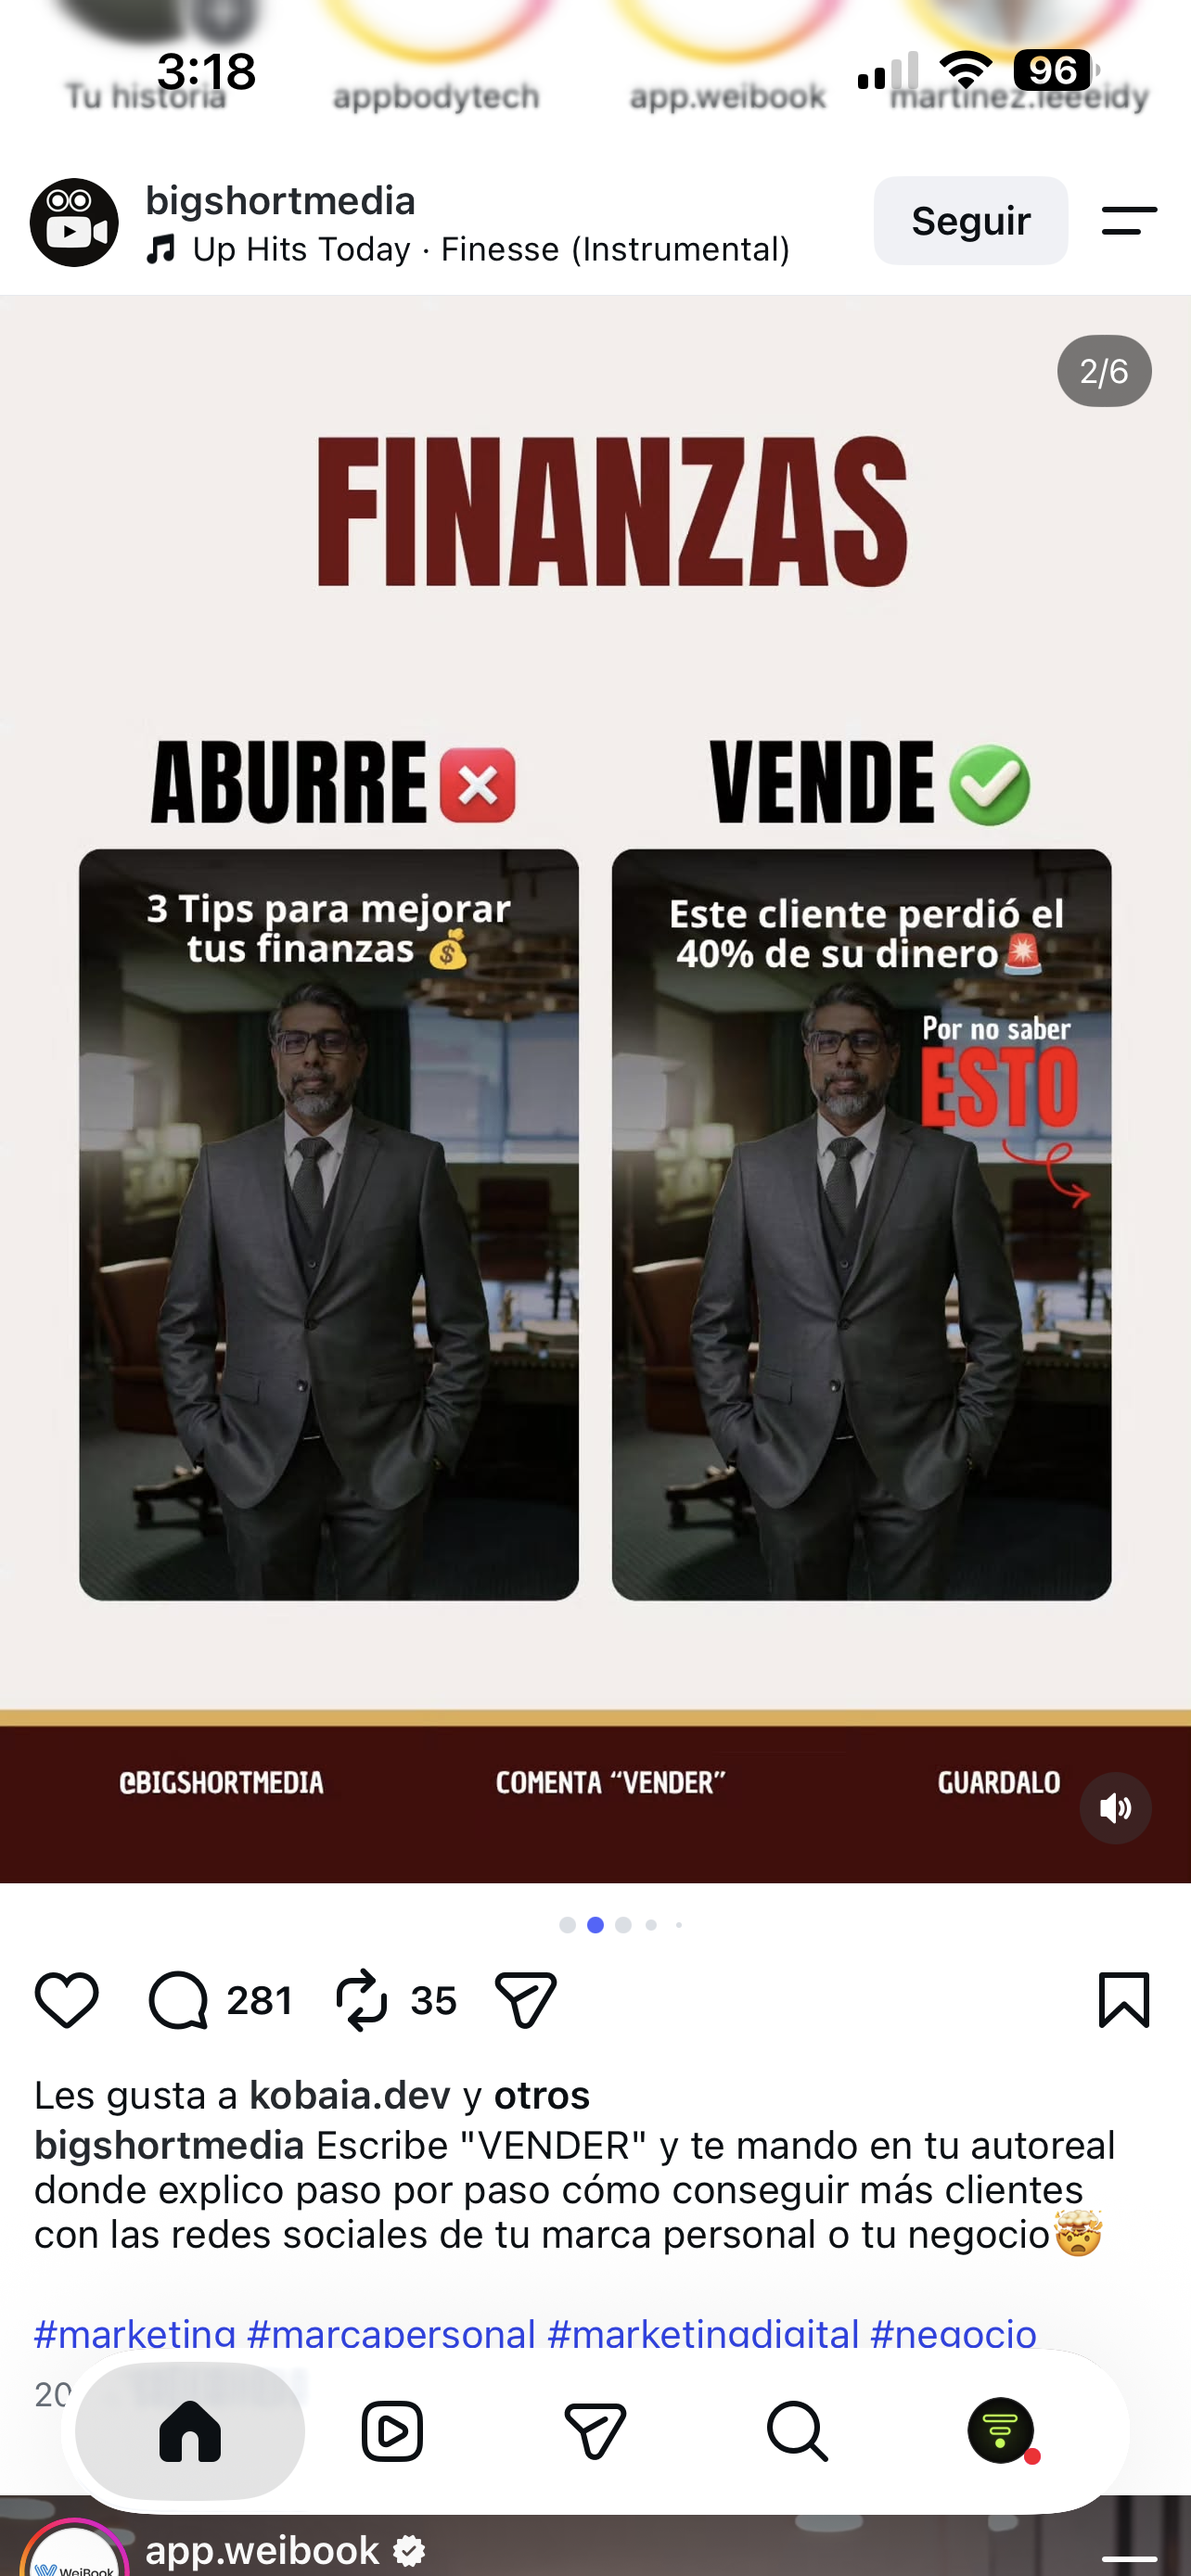 3:18
96
Tu historia
appbodytech
app.weibook
martinez.leeeidy
bigshortmedia
Up Hits Today · Finesse (Instrumental)
Seguir
2/6
FINANZAS
ABURRE
VENDE
3 Tips para mejorar
tus finanzas
Este cliente perdió el
40% de su dinero
Por no saber
ESTO
@BIGSHORTMEDIA
COMENTA “VENDER”
GUARDALO
281
35
Les gusta a kobaia.dev y otros
bigshortmedia Escribe "VENDER" y te mando en tu autoreal
donde explico paso por paso cómo conseguir más clientes
con las redes sociales de tu marca personal o tu negocio🤯
#marketing #marcapersonal #marketingdigital #negocio
app.weibook
WeiBook